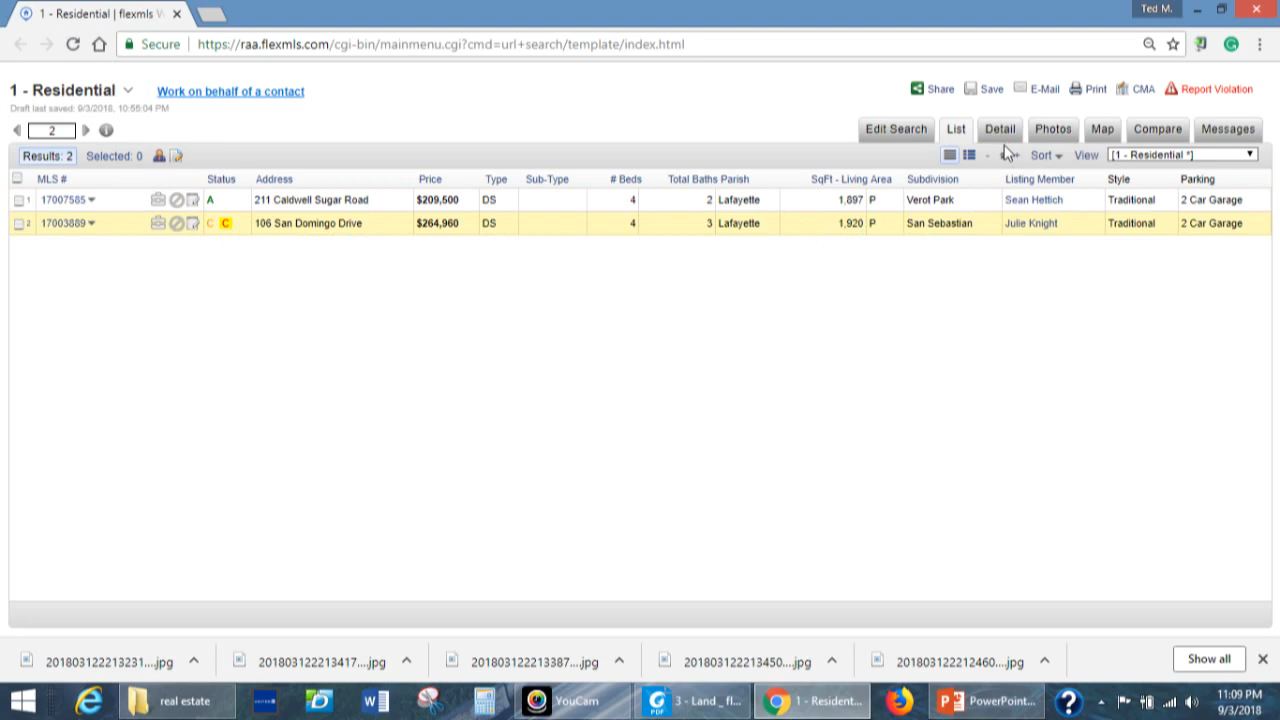 1 - Residential | flexmls W
Ted M.
Secure https://raa.flexmls.com/cgi-bin/mainmenu.cgi?cmd=url+search/template/index.html
1 - Residential Work on behalf of a contact
Share Save E-Mail Print CMA Report Violation
Draft last saved: 9/3/2018, 10:55:04 PM
2
Edit Search List Detail Photos Map Compare Messages
Results: 2 Selected: 0 - + Sort View [1 - Residential *]
MLS # Status Address Price Type Sub-Type # Beds Total Baths Parish SqFt - Living Area Subdivision Listing Member Style Parking
1 17007585 A 211 Caldwell Sugar Road $209,500 DS 4 2 Lafayette 1,897 P Verot Park Sean Hettich Traditional 2 Car Garage
2 17003889 C C 106 San Domingo Drive $264,960 DS 4 3 Lafayette 1,920 P San Sebastian Julie Knight Traditional 2 Car Garage
201803122213231....jpg 201803122213417....jpg 201803122213387....jpg 201803122213450....jpg 201803122212460....jpg Show all
real estate YouCam 3 - Land _ fl... 1 - Resident... PowerPoint... 11:09 PM
9/3/2018